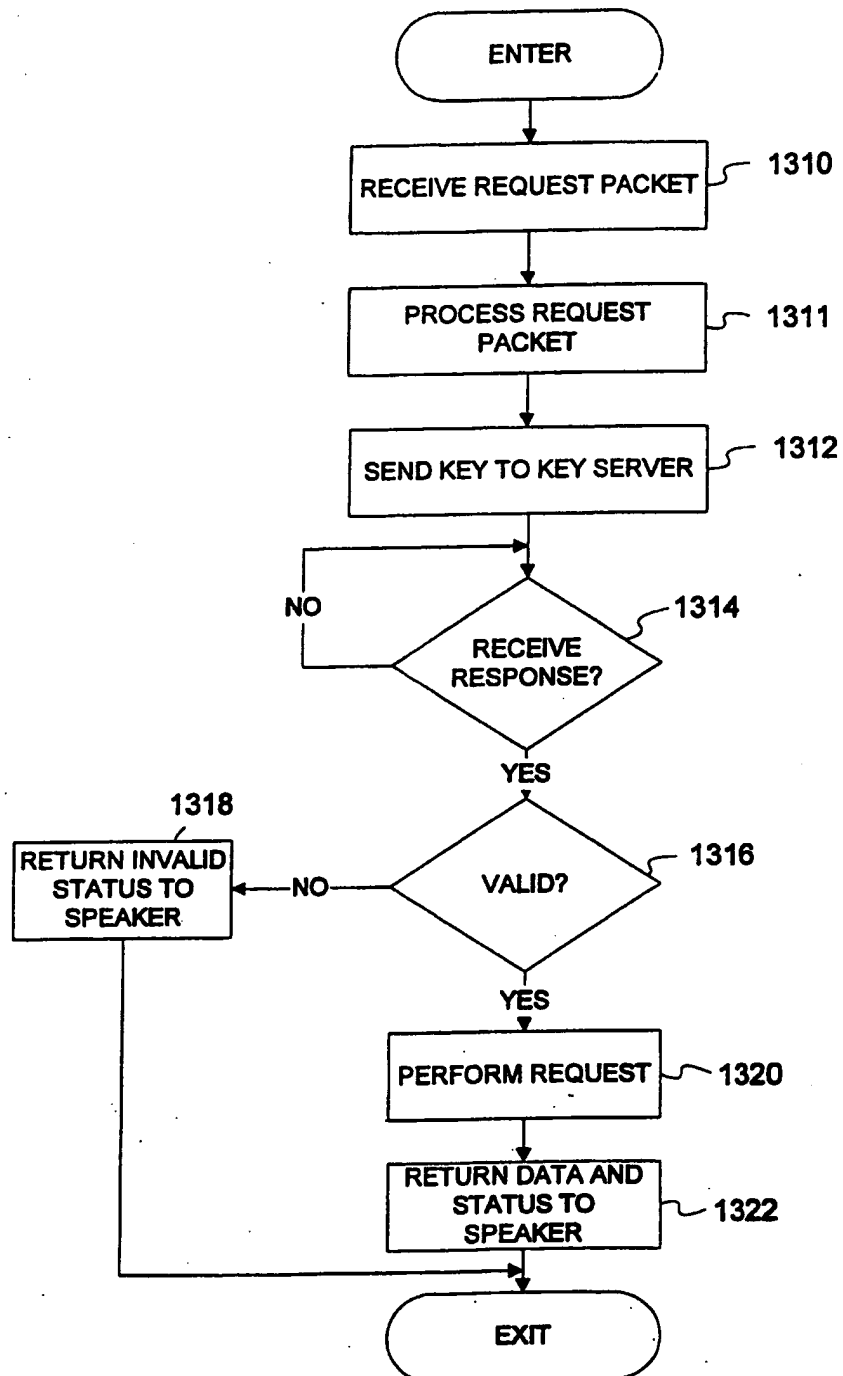 ENTER
RECEIVE REQUEST PACKET
1310
PROCESS REQUEST
PACKET
1311
SEND KEY TO KEY SERVER
1312
NO
RECEIVE
RESPONSE?
1314
YES
1318
RETURN INVALID
STATUS TO
SPEAKER
NO
VALID?
1316
YES
PERFORM REQUEST
1320
RETURN DATA AND
STATUS TO
SPEAKER
1322
EXIT